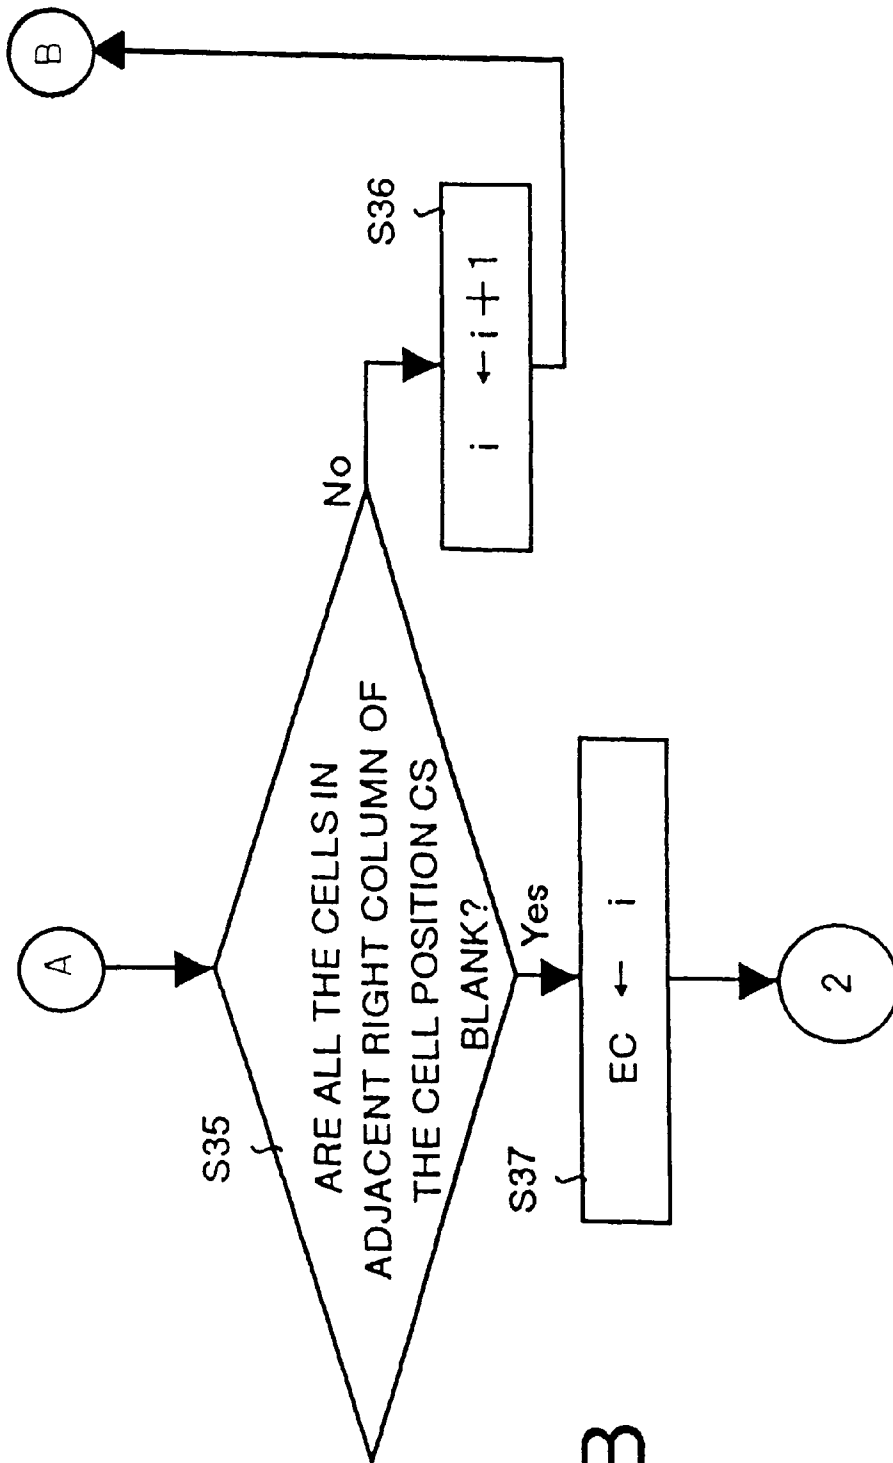 A
B
S35
ARE ALL THE CELLS IN
ADJACENT RIGHT COLUMN OF
THE CELL POSITION CS
BLANK?
No
S36
i ← i + 1
Yes
S37
EC ← i
2
B